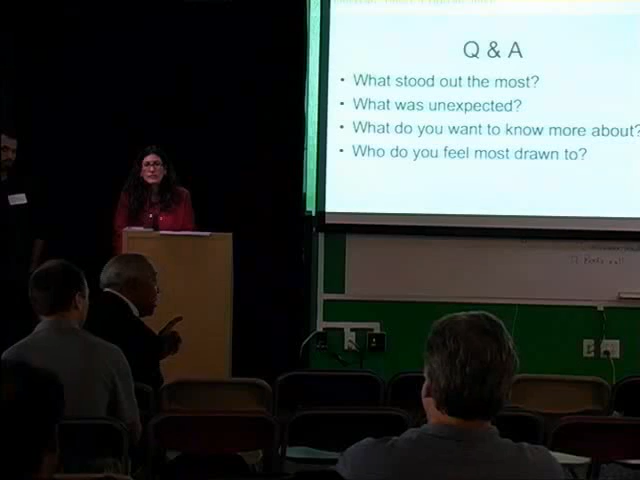 Q & A
• What stood out the most?
• What was unexpected?
• What do you want to know more about?
• Who do you feel most drawn to?